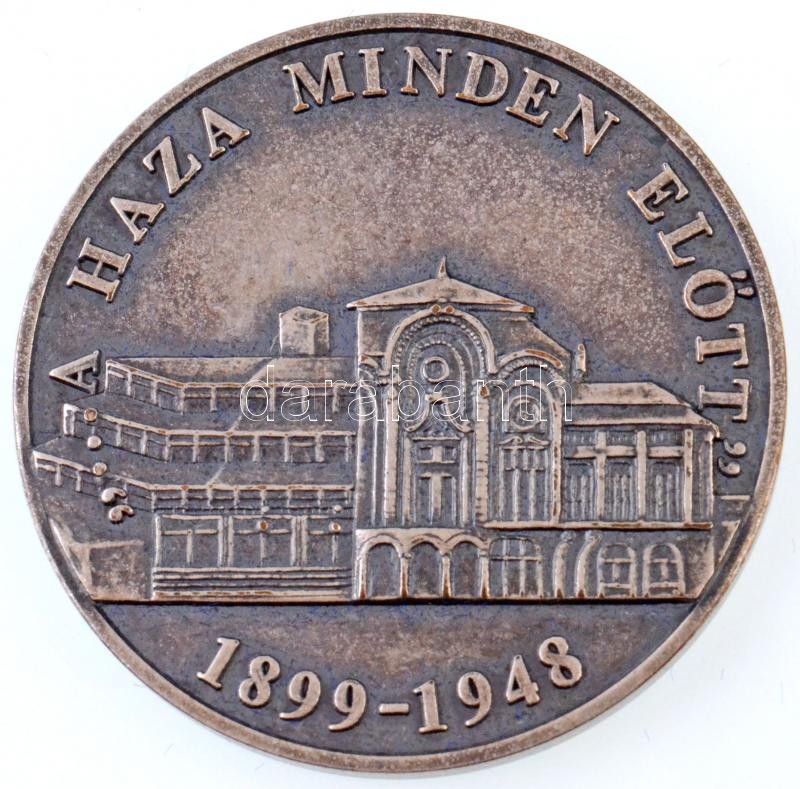 “...A HAZA MINDEN ELŐTT”
1899-1948
darabanth